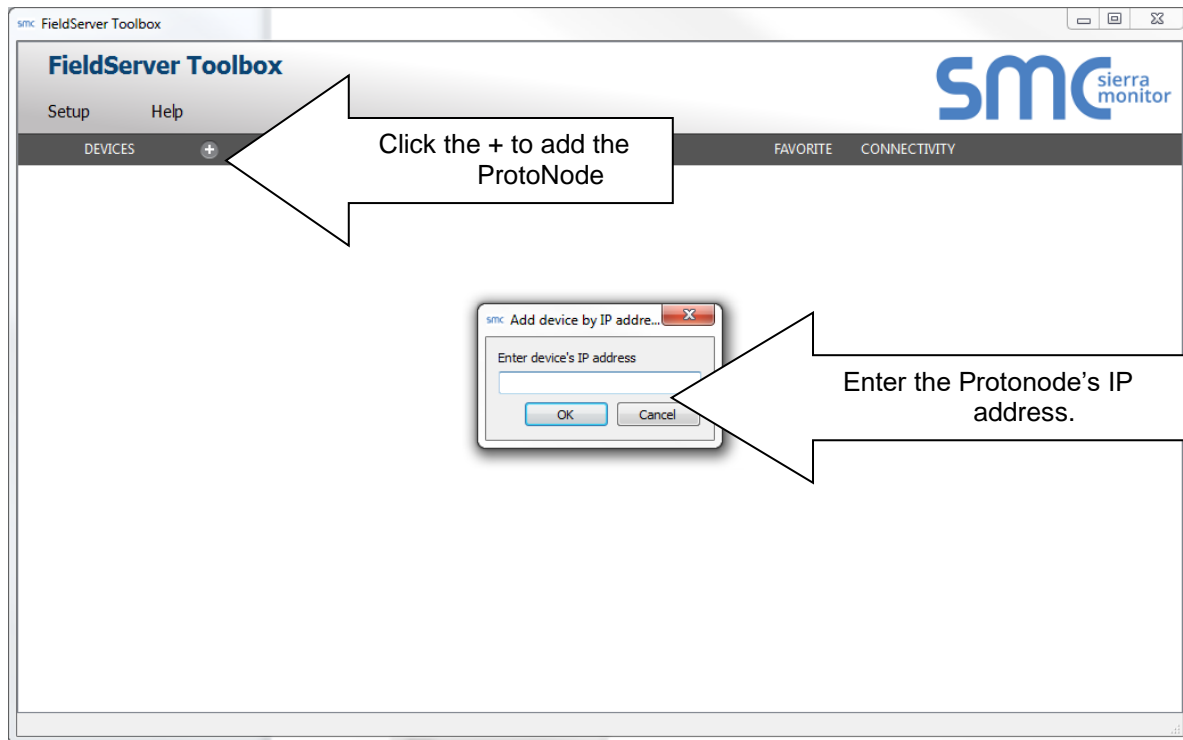 smc FieldServer Toolbox
FieldServer Toolbox
smc sierra
monitor
Setup Help
DEVICES + FAVORITE CONNECTIVITY
Click the + to add the
ProtoNode
smc Add device by IP addre...
Enter device's IP address
OK Cancel
Enter the Protonode’s IP
address.